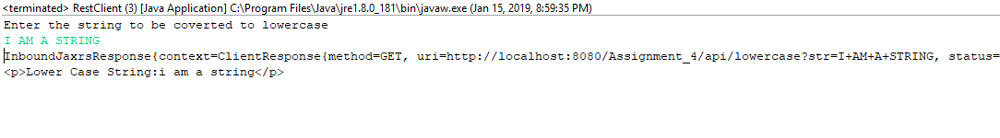 <terminated> RestClient (3) [Java Application] C:\Program Files\Java\jre1.8.0_181\bin\javaw.exe (Jan 15, 2019, 8:59:35 PM)
Enter the string to be coverted to lowercase
I AM A STRING
InboundJaxrsResponse{context=ClientResponse{method=GET, uri=http://localhost:8080/Assignment_4/api/lowercase?str=I+AM+A+STRING, status=
<p>Lower Case String:i am a string</p>